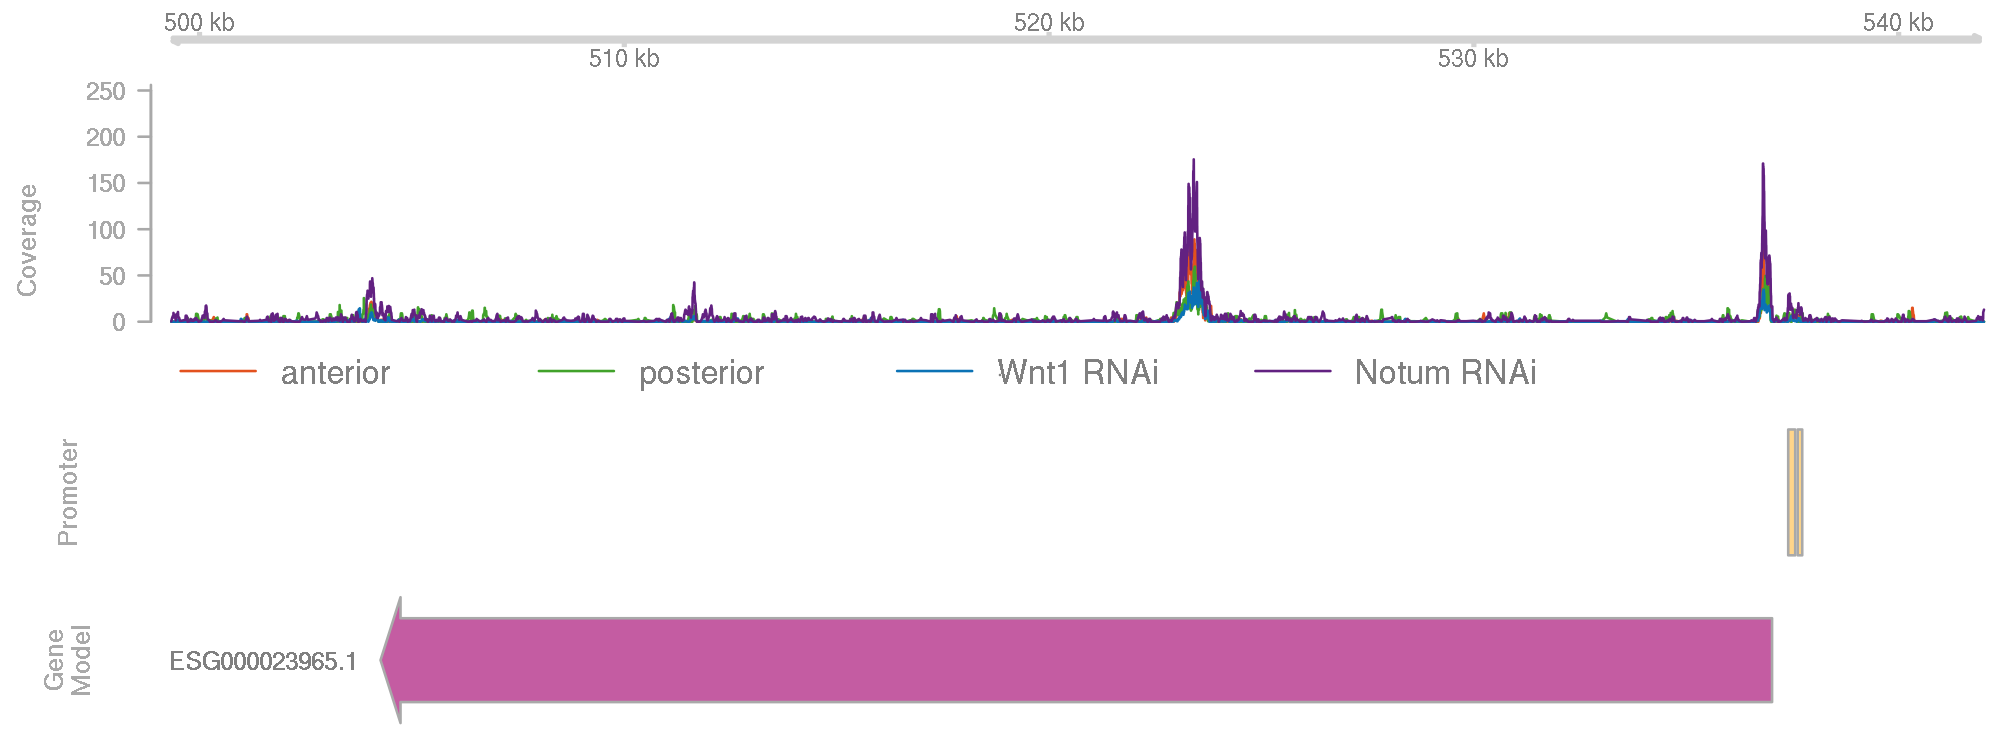 500 kb 520 kb 540 kb
510 kb 530 kb
250
200
150
100
50
0
Coverage
anterior posterior Wnt1 RNAi Notum RNAi
Promoter
Gene
Model
ESG000023965.1